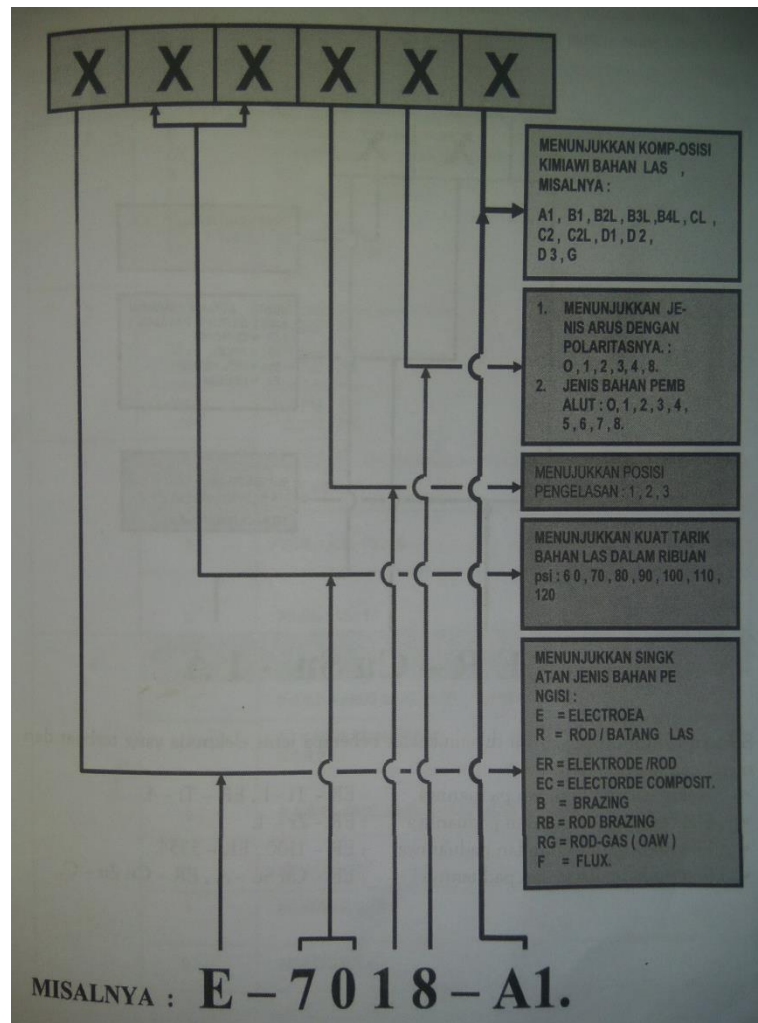 X X X X X X
MENUNJUKKAN KOMP-OSISI
KIMIAWI BAHAN LAS ,
MISALNYA :
A1 , B1 , B2L , B3L ,B4L , CL ,
C2 , C2L , D1 , D 2 ,
D 3 , G
1. MENUNJUKKAN JE-
NIS ARUS DENGAN
POLARITASNYA. :
O , 1 , 2 , 3, 4 , 8.
2. JENIS BAHAN PEMB
ALUT : O, 1 , 2 , 3 , 4 ,
5 , 6 , 7 , 8.
MENUJUKKAN POSISI
PENGELASAN : 1 , 2 , 3
MENUNJUKKAN KUAT TARIK
BAHAN LAS DALAM RIBUAN
psi : 6 0 , 70 , 80 , 90 , 100 , 110 ,
120
MENUNJUKKAN SINGK
ATAN JENIS BAHAN PE
NGISI :
E = ELECTROEA
R = ROD / BATANG LAS
ER = ELEKTRODE /ROD
EC = ELECTORDE COMPOSIT.
B = BRAZING
RB = ROD BRAZING
RG = ROD-GAS ( OAW )
F = FLUX.
MISALNYA : E – 7 0 1 8 – A1.